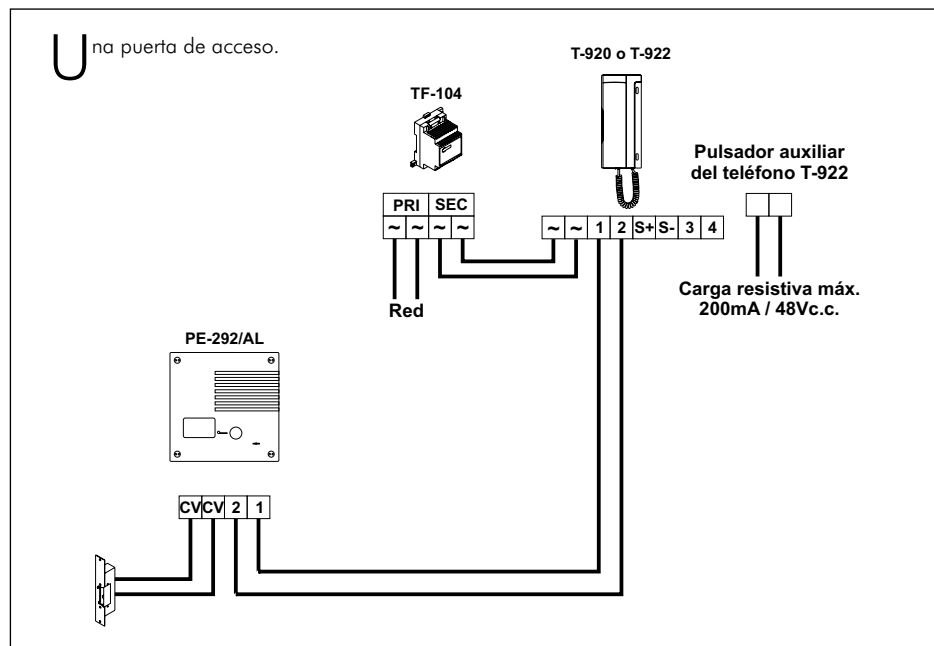 Una puerta de acceso.
T-920 o T-922
TF-104
Pulsador auxiliar
del teléfono T-922
PRI SEC
~ ~ ~ ~
~ ~ 1 2 S+ S- 3 4
Red
Carga resistiva máx.
200mA / 48Vc.c.
PE-292/AL
CV CV 2 1